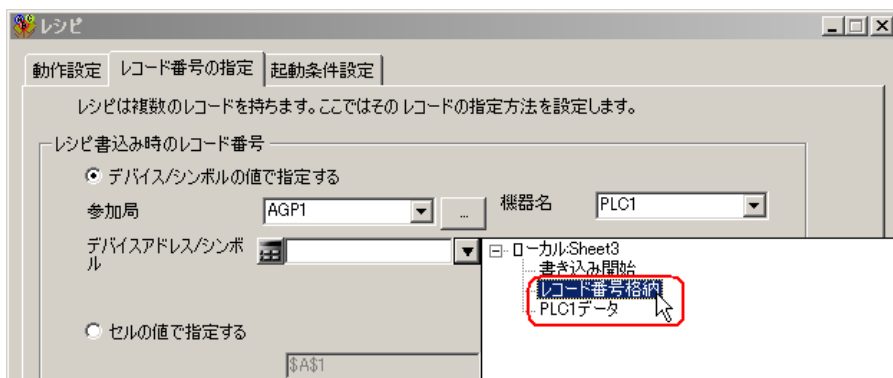 レシピ
動作設定 レコード番号の指定 起動条件設定
レシピは複数のレコードを持ちます。ここではそのレコードの指定方法を設定します。
レシピ書込み時のレコード番号
デバイス/シンボルの値で指定する
参加局 AGP1 ... 機器名 PLC1
デバイスアドレス/シンボ
ル
ローカル:Sheet3
書き込み開始
レコード番号格納
PLC1データ
セルの値で指定する
$A$1